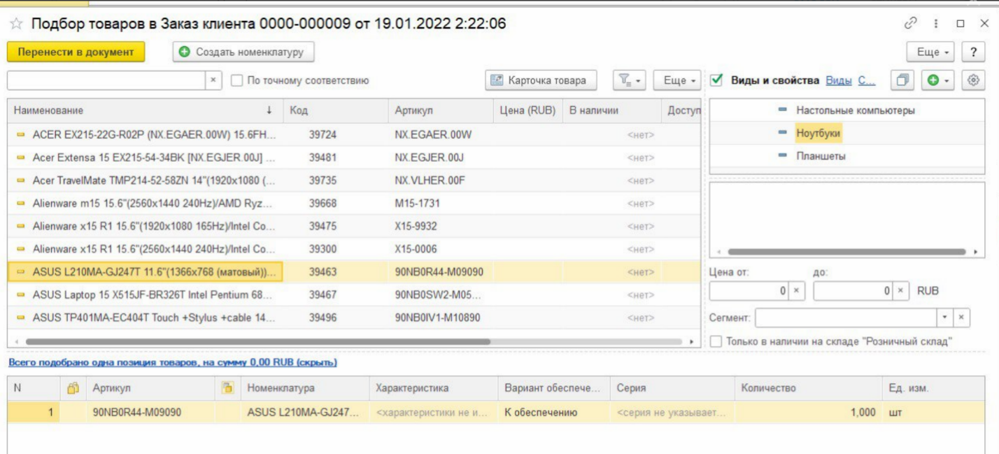 Подбор товаров в Заказ клиента 0000-000009 от 19.01.2022 2:22:06
Перенести в документ Создать номенклатуру Еще ?
По точному соответствию Карточка товара Еще Виды и свойства Виды С...
Наименование ↓ Код Артикул Цена (RUB) В наличии Доступ
ACER EX215-22G-R02P (NX.EGAER.00W) 15.6FH... 39724 NX.EGAER.00W <нет>
Acer Extensa 15 EX215-54-34BK [NX.EGJER.00J] ... 39481 NX.EGJER.00J <нет>
Acer TravelMate TMP214-52-58ZN 14"(1920x1080 (... 39735 NX.VLHER.00F <нет>
Alienware m15 15.6"(2560x1440 240Hz)/AMD Ryz... 39668 M15-1731 <нет>
Alienware x15 R1 15.6"(1920x1080 165Hz)/Intel Co... 39475 X15-9932 <нет>
Alienware x15 R1 15.6"(2560x1440 240Hz)/Intel Co... 39300 X15-0006 <нет>
ASUS L210MA-GJ247T 11.6"(1366x768 (матовый))... 39463 90NB0R44-M09090 <нет>
ASUS Laptop 15 X515JF-BR326T Intel Pentium 68... 39467 90NB0SW2-M05... <нет>
ASUS TP401MA-EC404T Touch +Stylus +cable 14... 39496 90NB0IV1-M10890 <нет>
Настольные компьютеры
Ноутбуки
Планшеты
Цена от: до:
0 × 0 × RUB
Сегмент:
Только в наличии на складе "Розничный склад"
Всего подобрано одна позиция товаров, на сумму 0,00 RUB (скрыть)
N Артикул Номенклатура Характеристика Вариант обеспече... Серия Количество Ед. изм.
1 90NB0R44-M09090 ASUS L210MA-GJ247... <характеристики не и... К обеспечению <серия не указывает... 1,000 шт